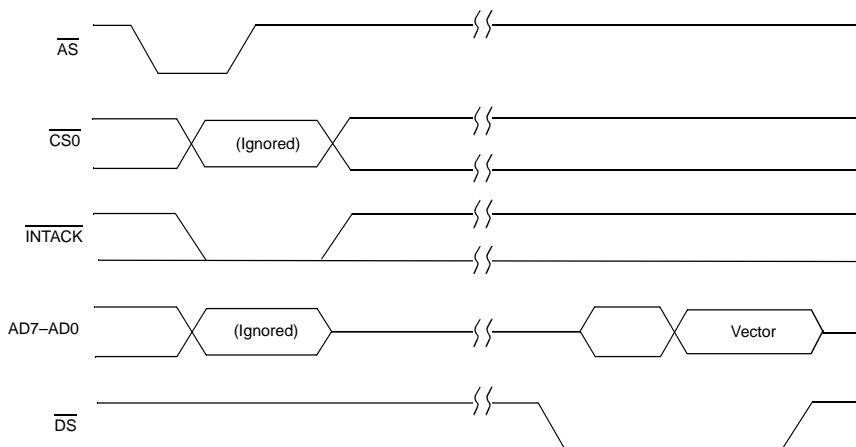 AS
CS0
(Ignored)
INTACK
AD7–AD0
(Ignored)
Vector
DS